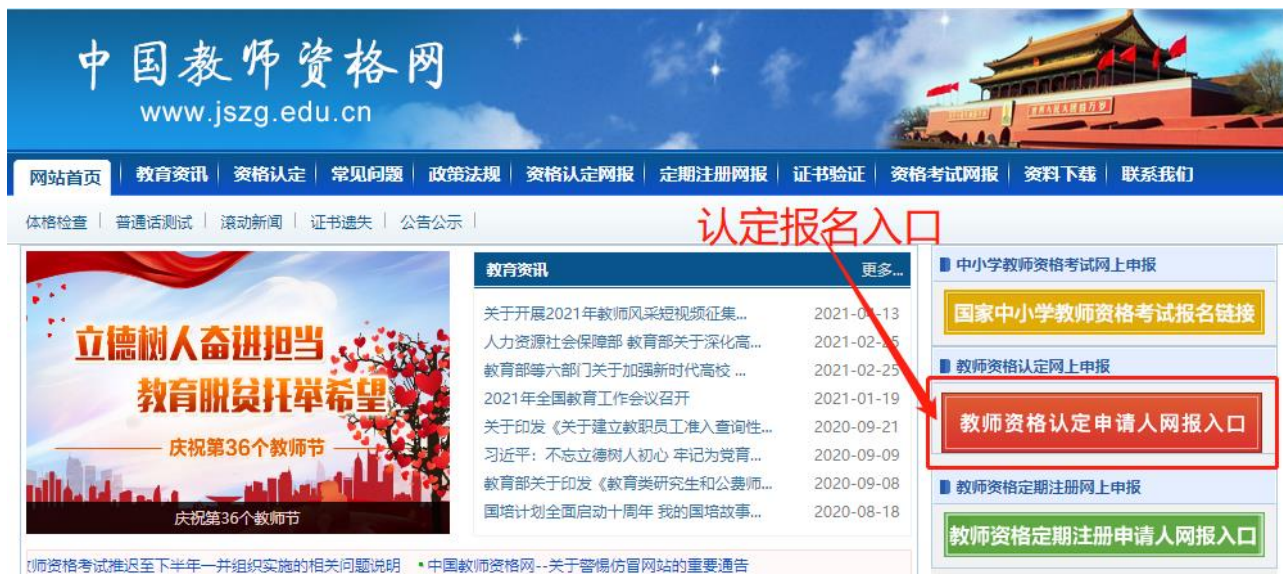 中国教师资格网
www.jszg.edu.cn
网站首页 教育资讯 资格认定 常见问题 政策法规 资格认定网报 定期注册网报 证书验证 资格考试网报 资料下载 联系我们
体格检查 普通话测试 滚动新闻 证书遗失 公告公示
认定报名入口
立德树人奋进担当
教育脱贫托举希望
庆祝第36个教师节
庆祝第36个教师节
教育资讯 更多...
关于开展2021年教师风采短视频征集... 2021-04-13
人力资源社会保障部 教育部关于深化高... 2021-02-25
教育部等六部门关于加强新时代高校 ... 2021-02-25
2021年全国教育工作会议召开 2021-01-19
关于印发《关于建立教职员工准入查询性... 2020-09-21
习近平：不忘立德树人初心 牢记为党育... 2020-09-09
教育部关于印发《教育类研究生和公费师... 2020-09-08
国培计划全面启动十周年 我的国培故事... 2020-08-18
中小学教师资格考试网上申报
国家中小学教师资格考试报名链接
教师资格认定网上申报
教师资格认定申请人网报入口
教师资格定期注册网上申报
教师资格定期注册申请人网报入口
师资格考试推迟至下半年一并组织实施的相关问题说明 •中国教师资格网--关于警惕仿冒网站的重要通告